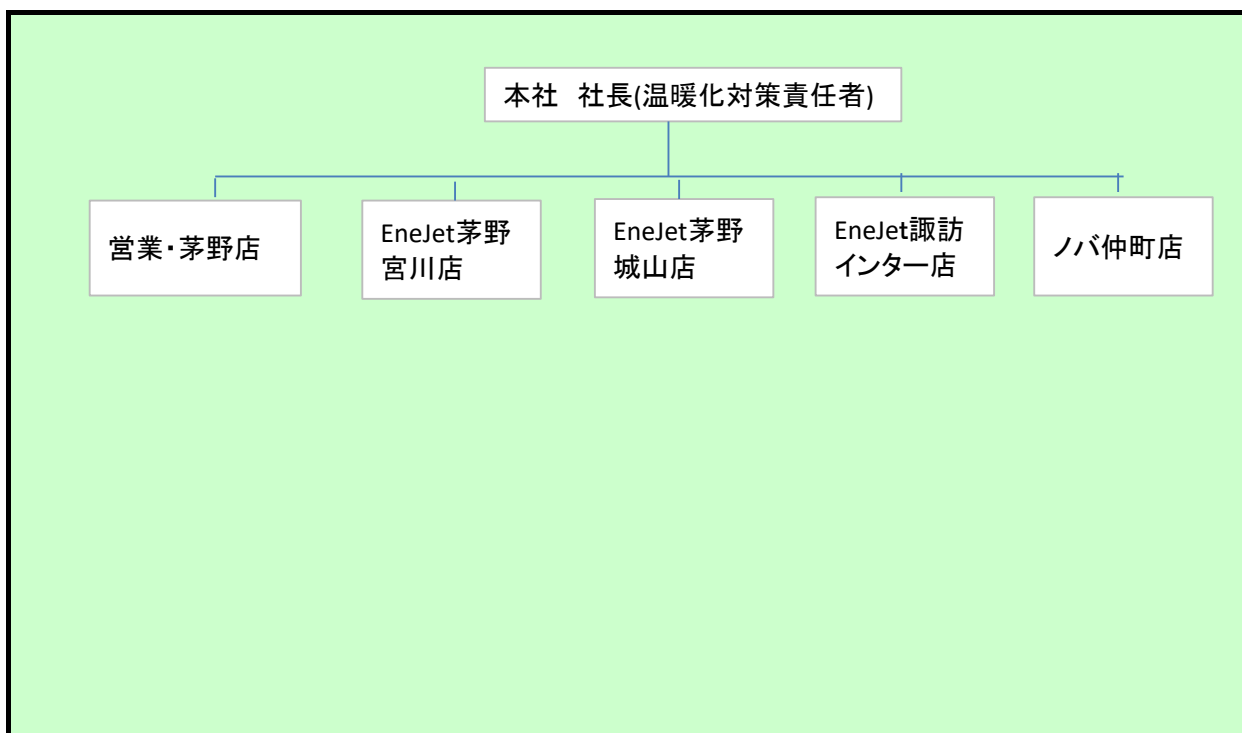 本社　社長(温暖化対策責任者)
営業・茅野店
EneJet茅野
宮川店
EneJet茅野
城山店
EneJet諏訪
インター店
ノバ仲町店